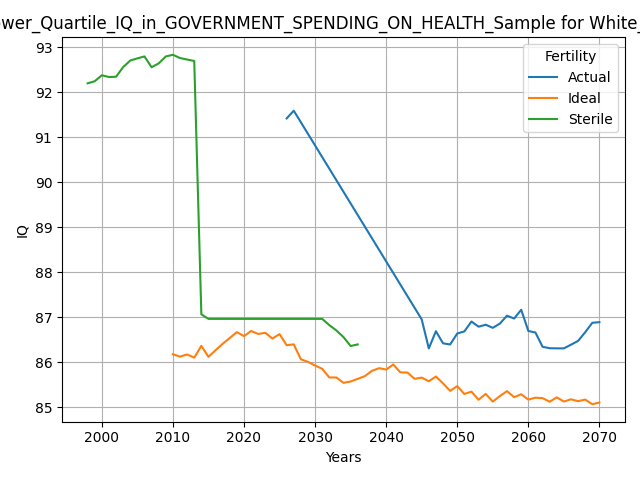 ower_Quartile_IQ_in_GOVERNMENT_SPENDING_ON_HEALTH_Sample for White_
Fertility
Actual
Ideal
Sterile
93
92
91
90
89
88
87
86
85
IQ
2000 2010 2020 2030 2040 2050 2060 2070
Years